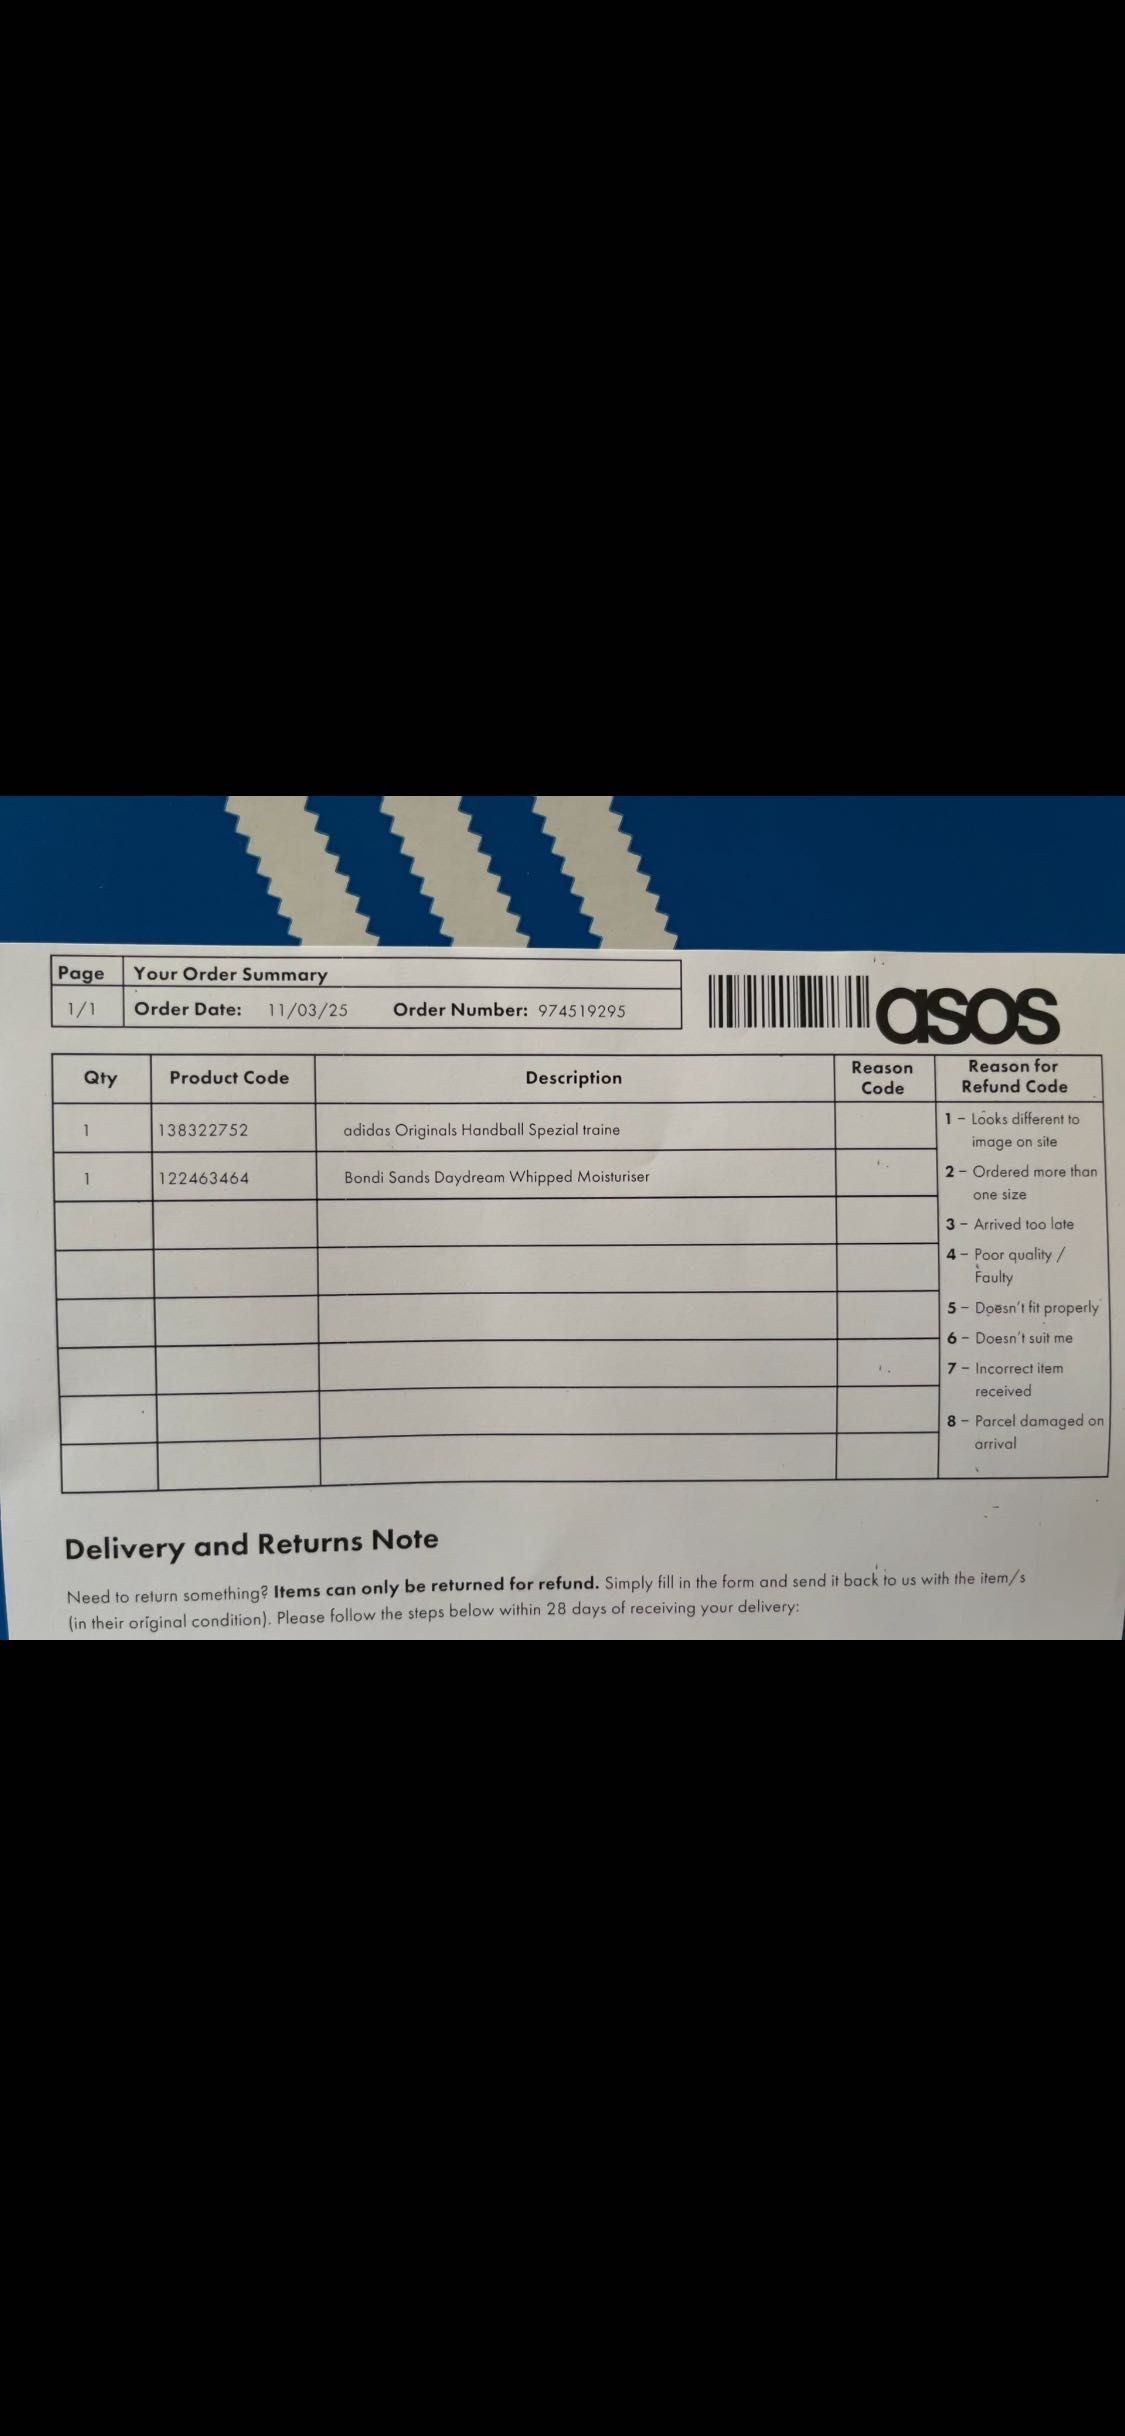 Page Your Order Summary
1/1 Order Date: 11/03/25 Order Number: 974519295
asos
Qty Product Code Description Reason Code Reason for Refund Code
1 138322752 adidas Originals Handball Spezial traine
1 122463464 Bondi Sands Daydream Whipped Moisturiser
1 – Looks different to
image on site
2 – Ordered more than
one size
3 – Arrived too late
4 – Poor quality /
Faulty
5 – Doesn't fit properly
6 – Doesn't suit me
7 – Incorrect item
received
8 – Parcel damaged on
arrival
Delivery and Returns Note
Need to return something? Items can only be returned for refund. Simply fill in the form and send it back to us with the item/s
(in their original condition). Please follow the steps below within 28 days of receiving your delivery: